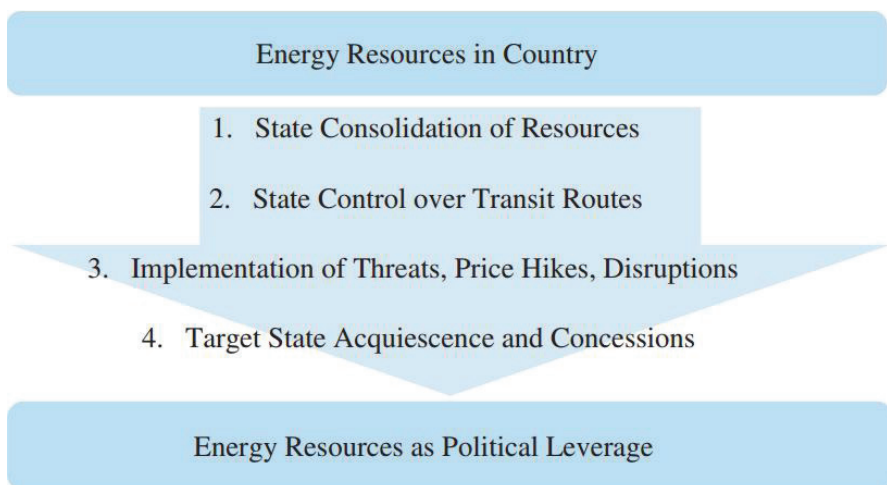 Energy Resources in Country
1. State Consolidation of Resources
2. State Control over Transit Routes
3. Implementation of Threats, Price Hikes, Disruptions
4. Target State Acquiescence and Concessions
Energy Resources as Political Leverage